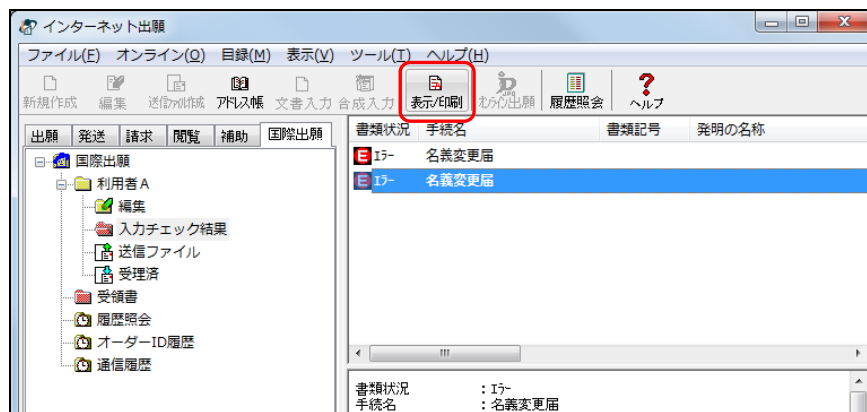 インターネット出願
ファイル(F) オンライン(O) 目録(M) 表示(V) ツール(T) ヘルプ(H)
新規作成 編集 送信ファイル作成 アドレス帳 文書入力 合成入力 表示/印刷 オンライン出願 履歴照会 ヘルプ
出願 発送 請求 閲覧 補助 国際出願
国際出願
利用者A
編集
入力チェック結果
送信ファイル
受理済
受領書
履歴照会
オーダーID履歴
通信履歴
書類状況 手続名 書類記号 発明の名称
E ｴﾗｰ 名義変更届
E ｴﾗｰ 名義変更届
書類状況 : ｴﾗｰ
手続名 : 名義変更届